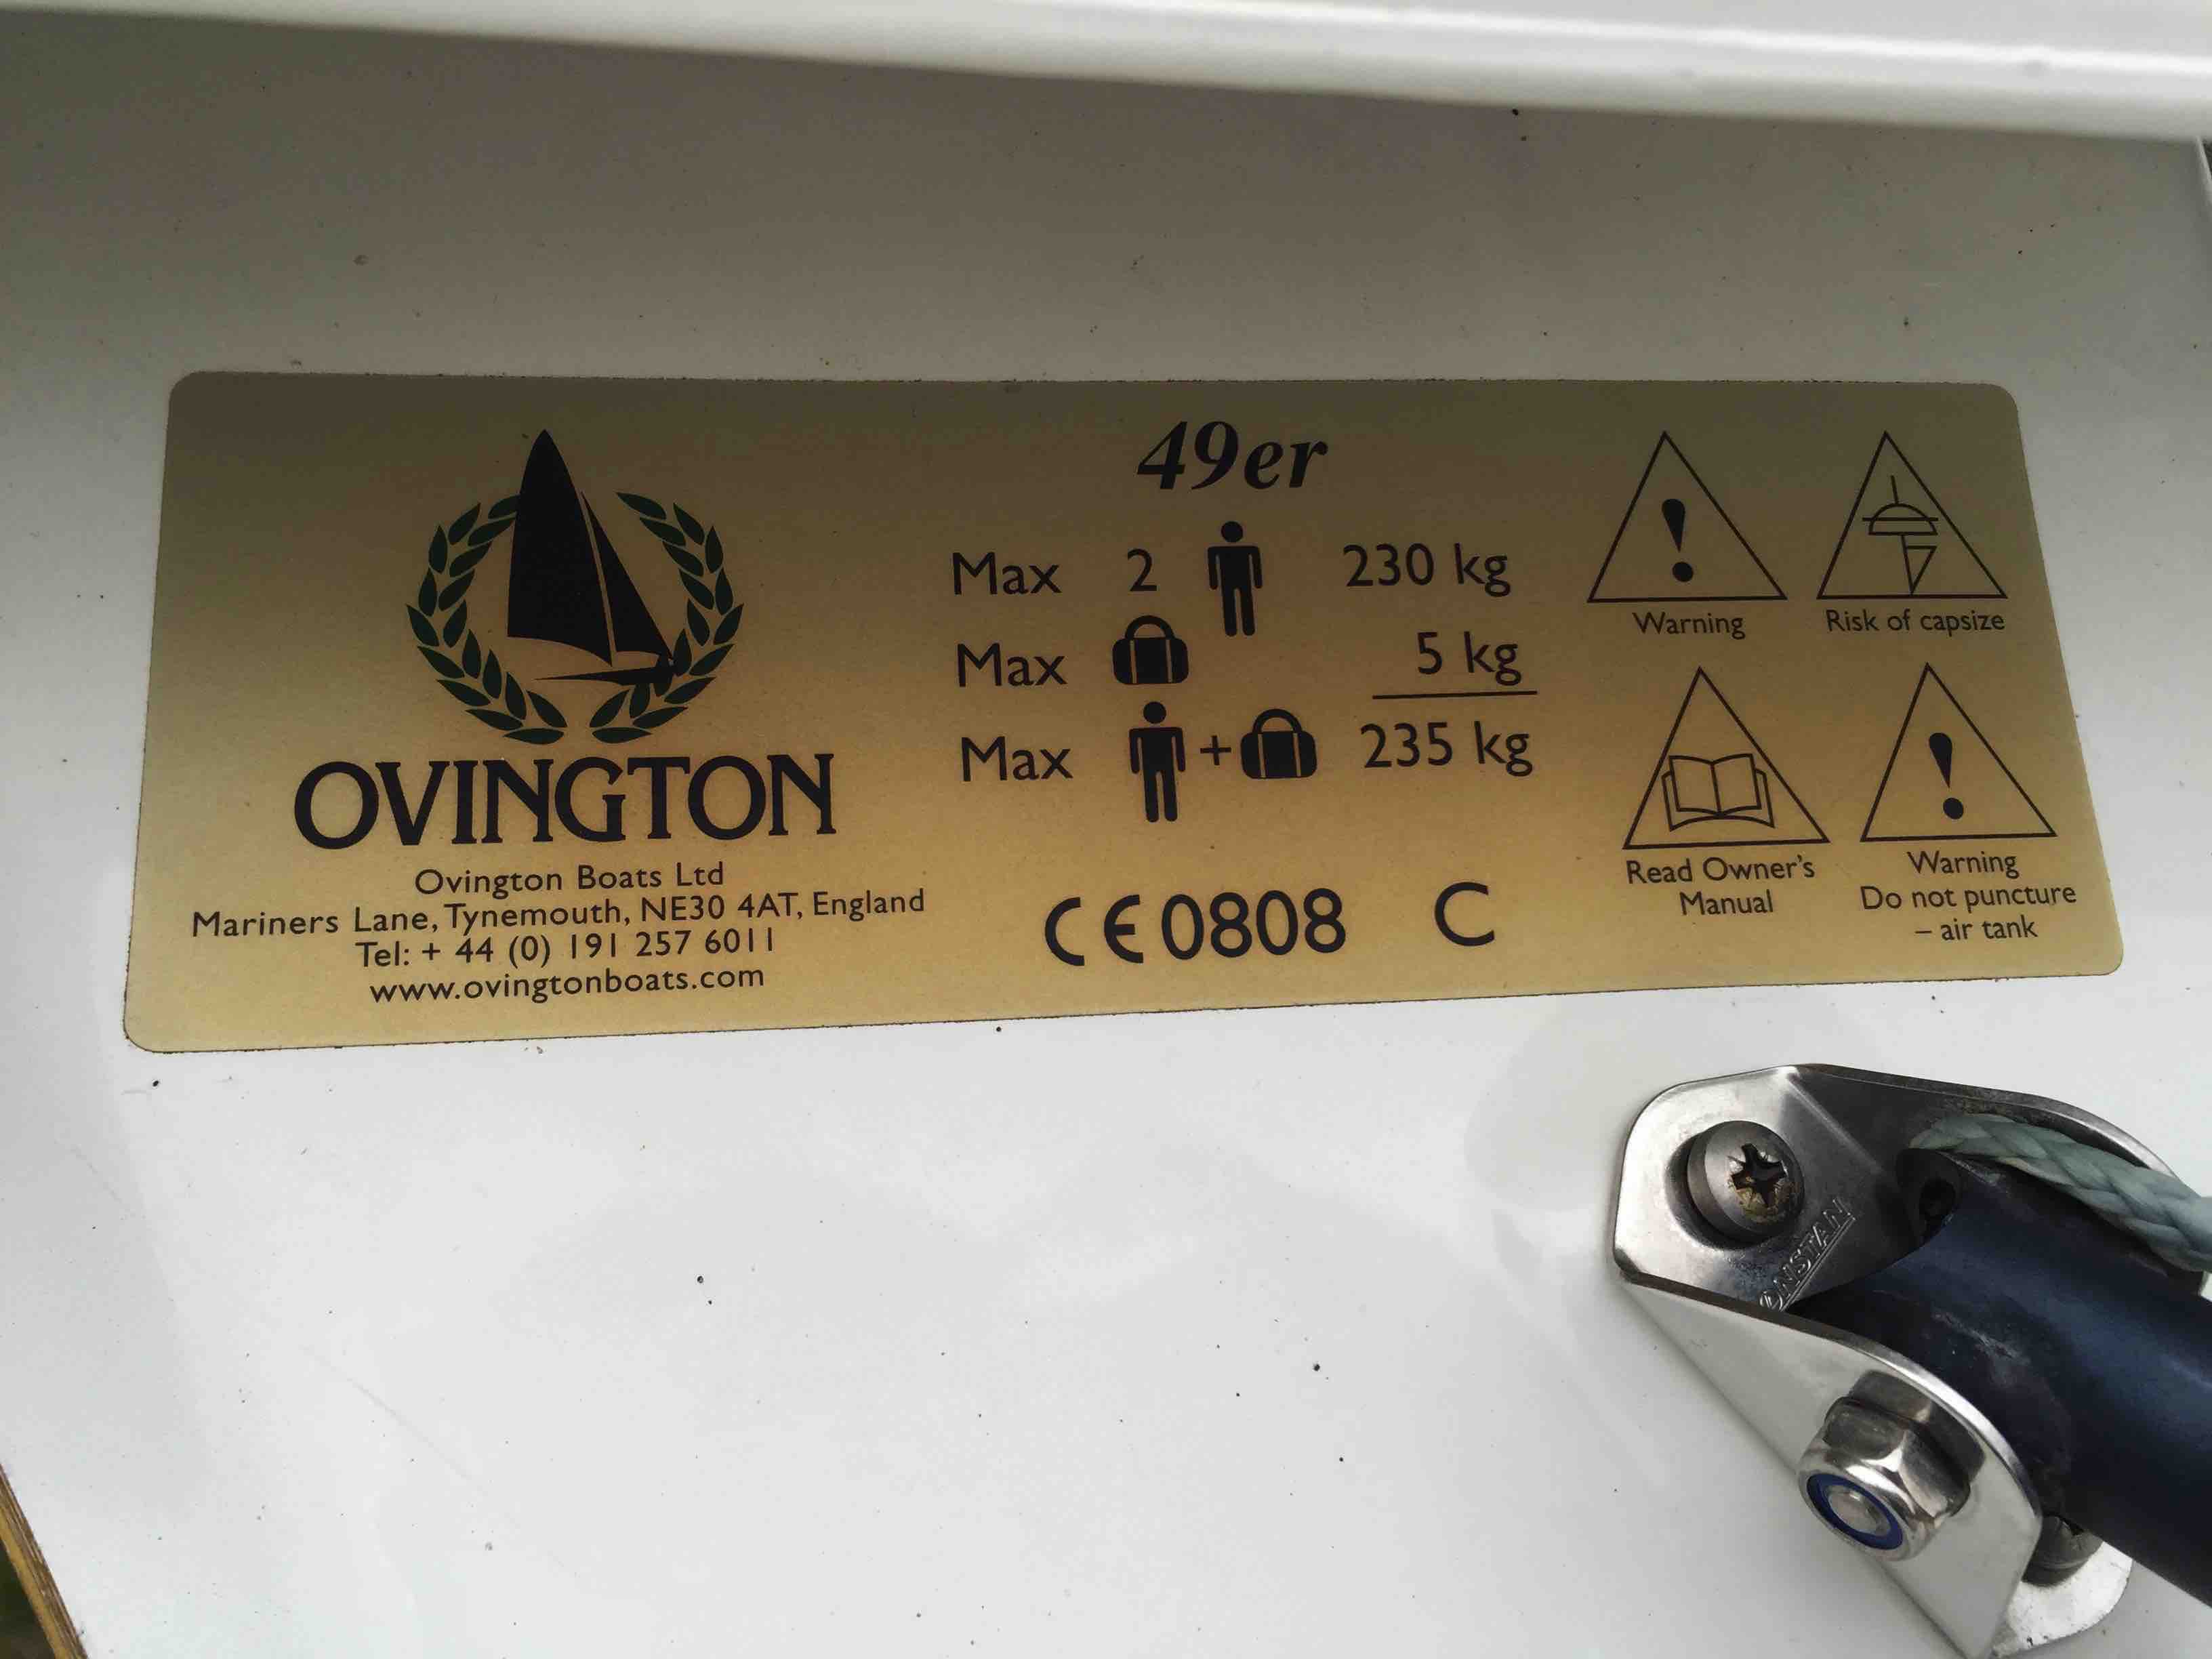 OVINGTON
Ovington Boats Ltd
Mariners Lane, Tynemouth, NE30 4AT, England
Tel: + 44 (0) 191 257 6011
www.ovingtonboats.com
49er
Max 2 230 kg
Max 5 kg
Max + 235 kg
CE 0808 C
Warning
Risk of capsize
Read Owner's
Manual
Warning
Do not puncture
– air tank